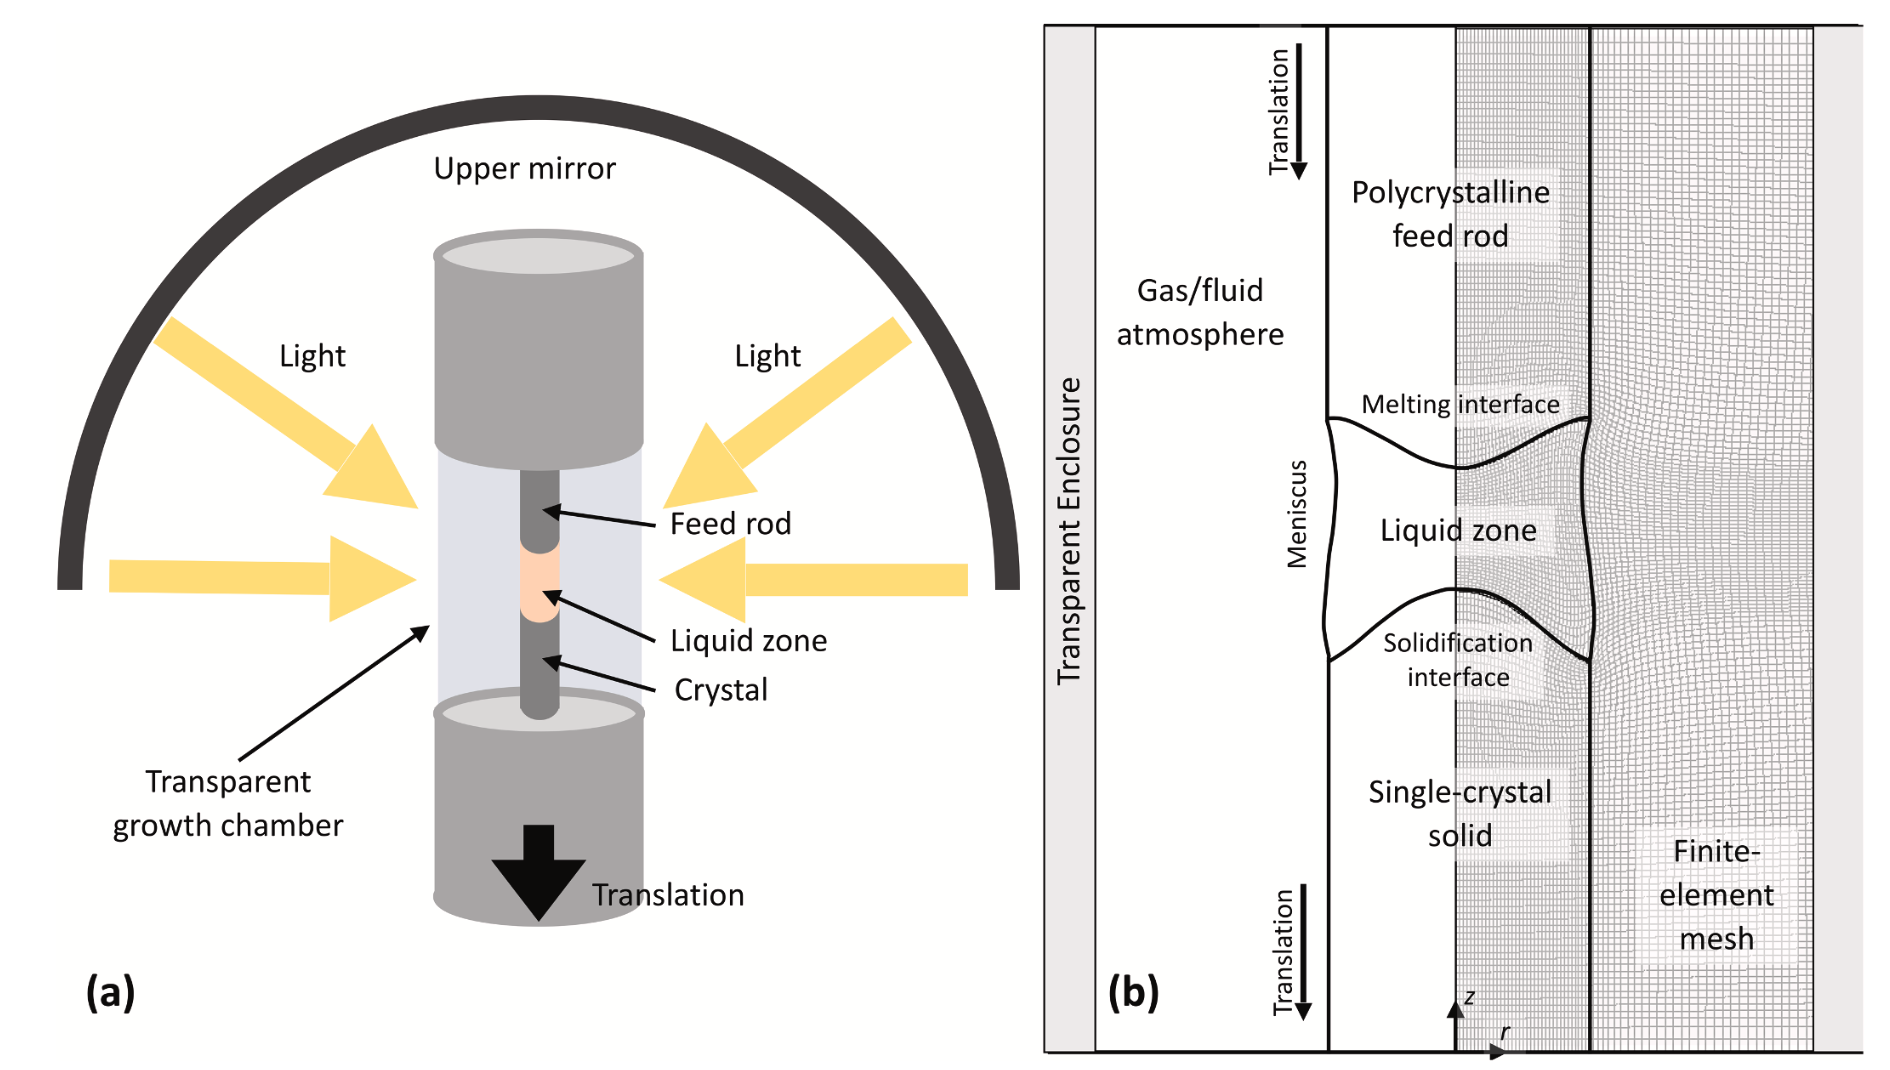 Upper mirror
Light
Light
Feed rod
Liquid zone
Crystal
Transparent
growth chamber
Translation
(a)
Transparent Enclosure
Gas/fluid
atmosphere
Translation
Polycrystalline
feed rod
Melting interface
Meniscus
Liquid zone
Solidification
interface
Single-crystal
solid
Finite-
element
mesh
Translation
z
r
(b)